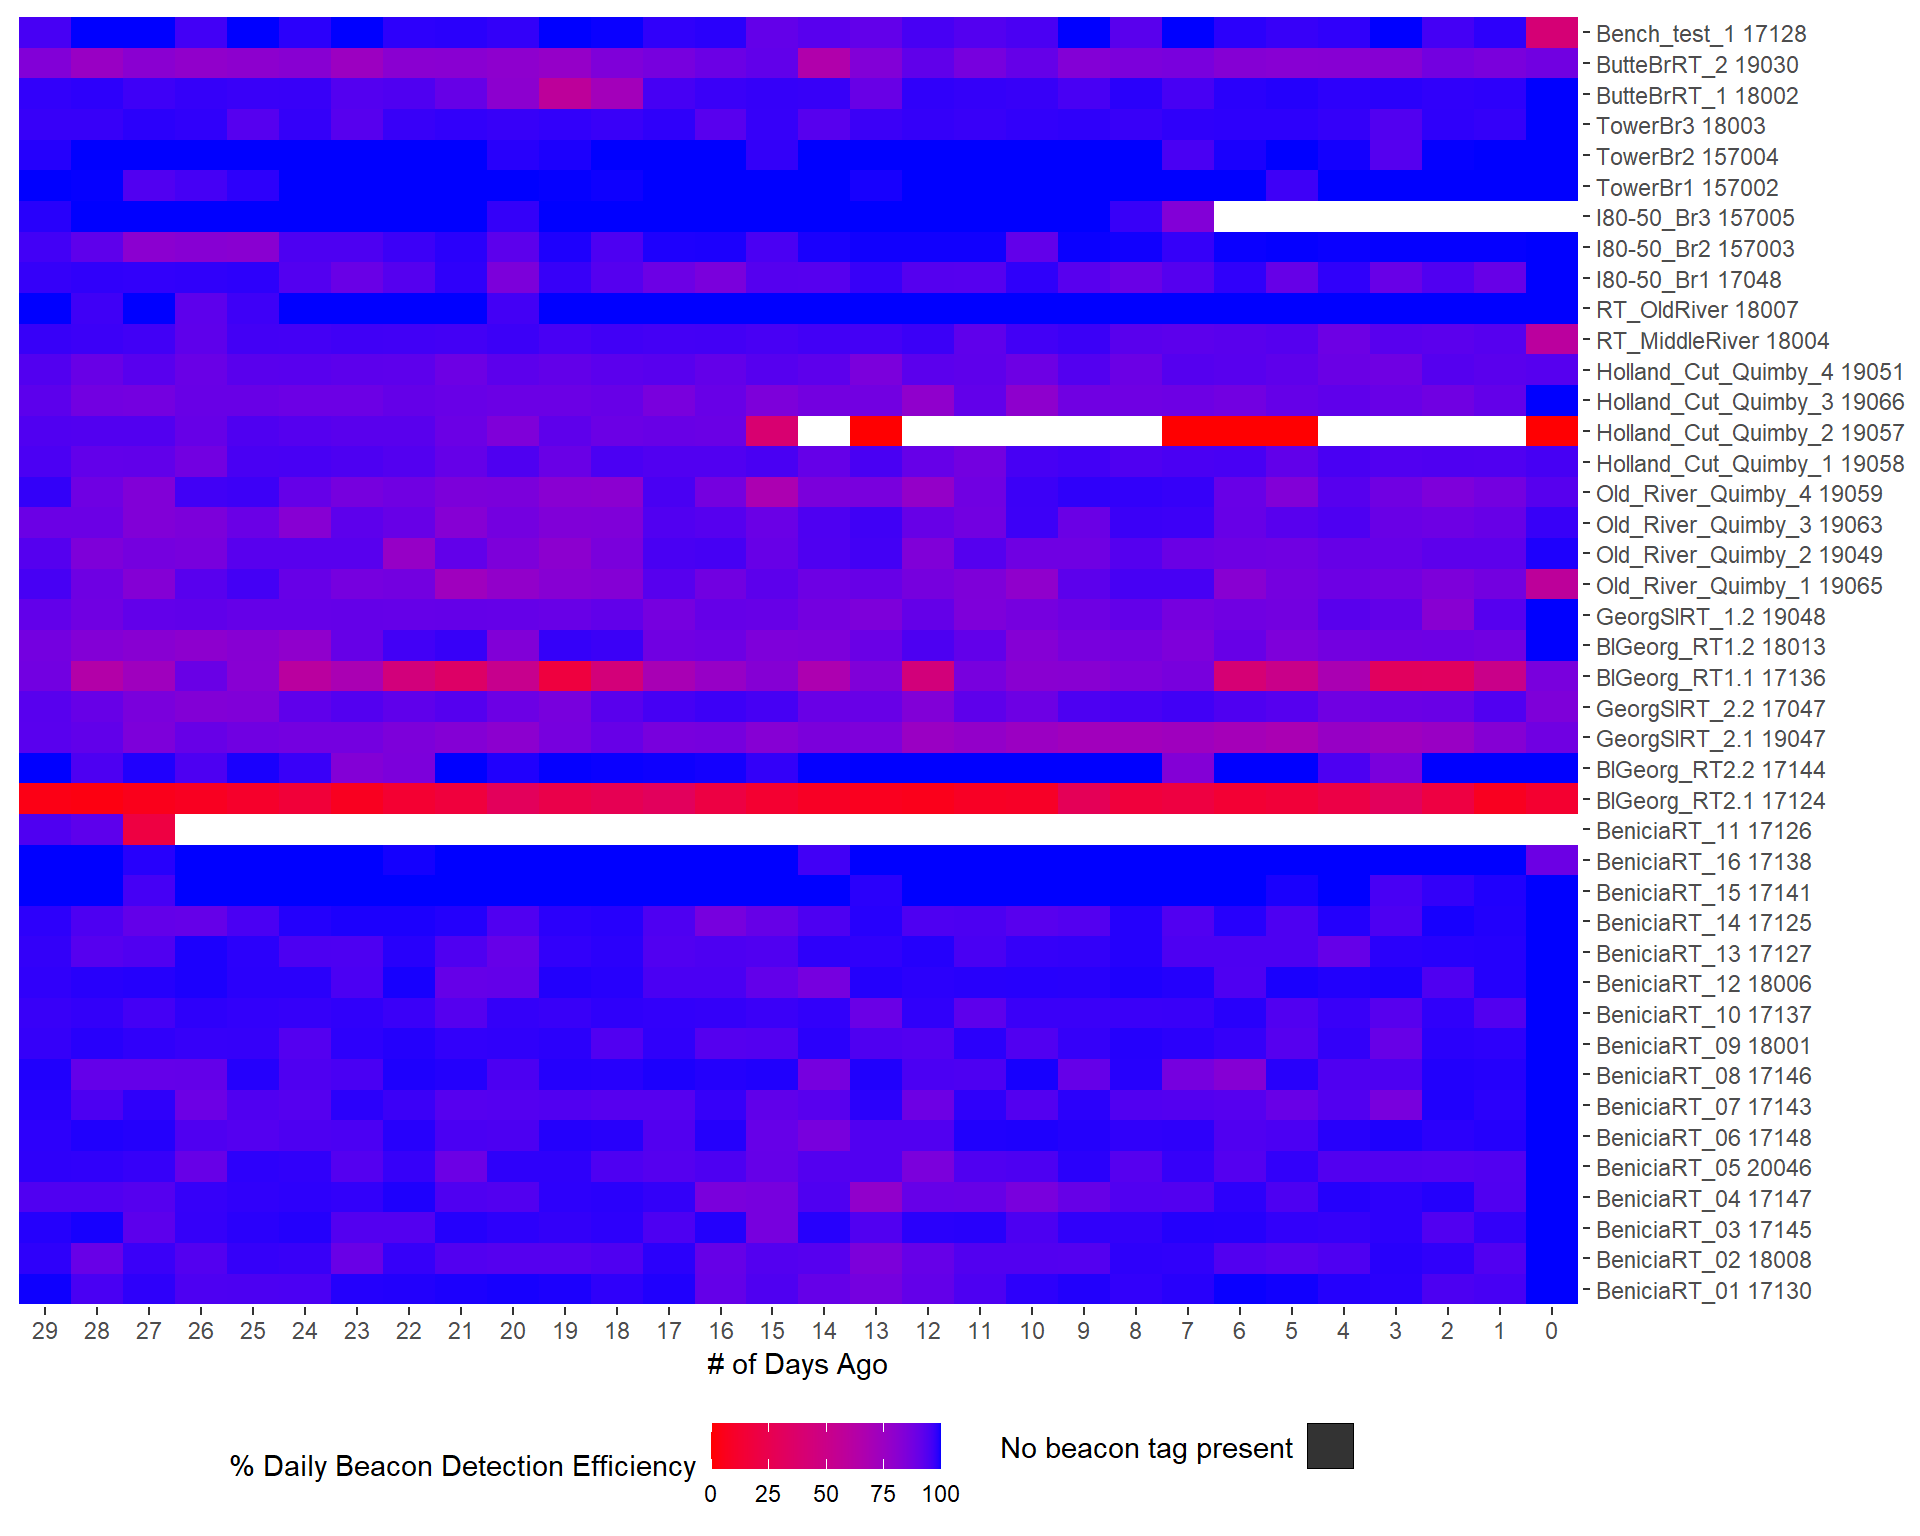 Bench_test_1 17128
ButteBrRT_2 19030
ButteBrRT_1 18002
TowerBr3 18003
TowerBr2 157004
TowerBr1 157002
I80-50_Br3 157005
I80-50_Br2 157003
I80-50_Br1 17048
RT_OldRiver 18007
RT_MiddleRiver 18004
Holland_Cut_Quimby_4 19051
Holland_Cut_Quimby_3 19066
Holland_Cut_Quimby_2 19057
Holland_Cut_Quimby_1 19058
Old_River_Quimby_4 19059
Old_River_Quimby_3 19063
Old_River_Quimby_2 19049
Old_River_Quimby_1 19065
GeorgSlRT_1.2 19048
BlGeorg_RT1.2 18013
BlGeorg_RT1.1 17136
GeorgSlRT_2.2 17047
GeorgSlRT_2.1 19047
BlGeorg_RT2.2 17144
BlGeorg_RT2.1 17124
BeniciaRT_11 17126
BeniciaRT_16 17138
BeniciaRT_15 17141
BeniciaRT_14 17125
BeniciaRT_13 17127
BeniciaRT_12 18006
BeniciaRT_10 17137
BeniciaRT_09 18001
BeniciaRT_08 17146
BeniciaRT_07 17143
BeniciaRT_06 17148
BeniciaRT_05 20046
BeniciaRT_04 17147
BeniciaRT_03 17145
BeniciaRT_02 18008
BeniciaRT_01 17130
29 28 27 26 25 24 23 22 21 20 19 18 17 16 15 14 13 12 11 10 9 8 7 6 5 4 3 2 1 0
# of Days Ago
% Daily Beacon Detection Efficiency
0 25 50 75 100
No beacon tag present